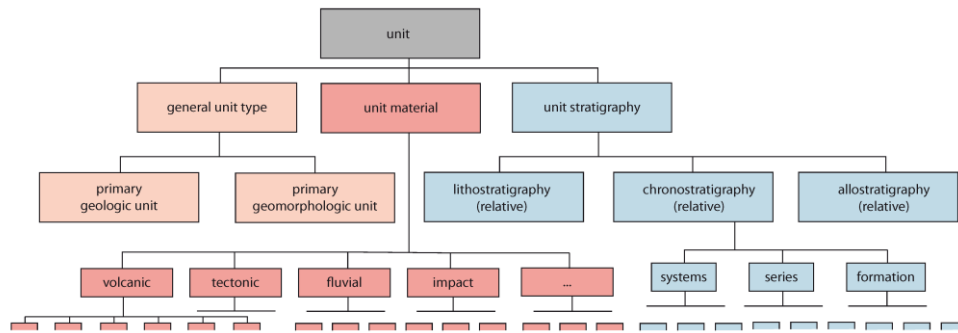 unit
general unit type
unit material
unit stratigraphy
primary
geologic unit
primary
geomorphologic unit
lithostratigraphy
(relative)
chronostratigraphy
(relative)
allostratigraphy
(relative)
volcanic
tectonic
fluvial
impact
...
systems
series
formation